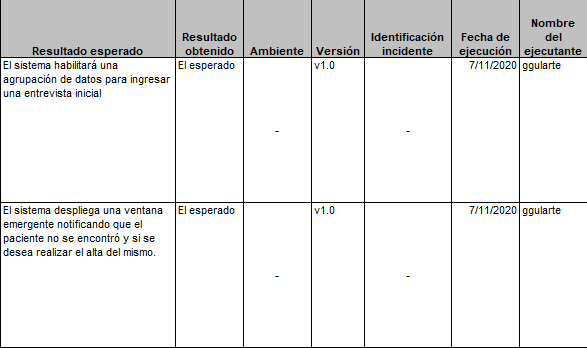 Resultado esperado
Resultado
obtenido
Ambiente
Versión
Identificación
incidente
Fecha de
ejecución
Nombre
del
ejecutante
El sistema habilitará una
agrupación de datos para ingresar
una entrevista inicial
El esperado
-
v1.0
-
7/11/2020
ggularte
El sistema despliega una ventana
emergente notificando que el
paciente no se encontró y si se
desea realizar el alta del mismo.
El esperado
-
v1.0
-
7/11/2020
ggularte